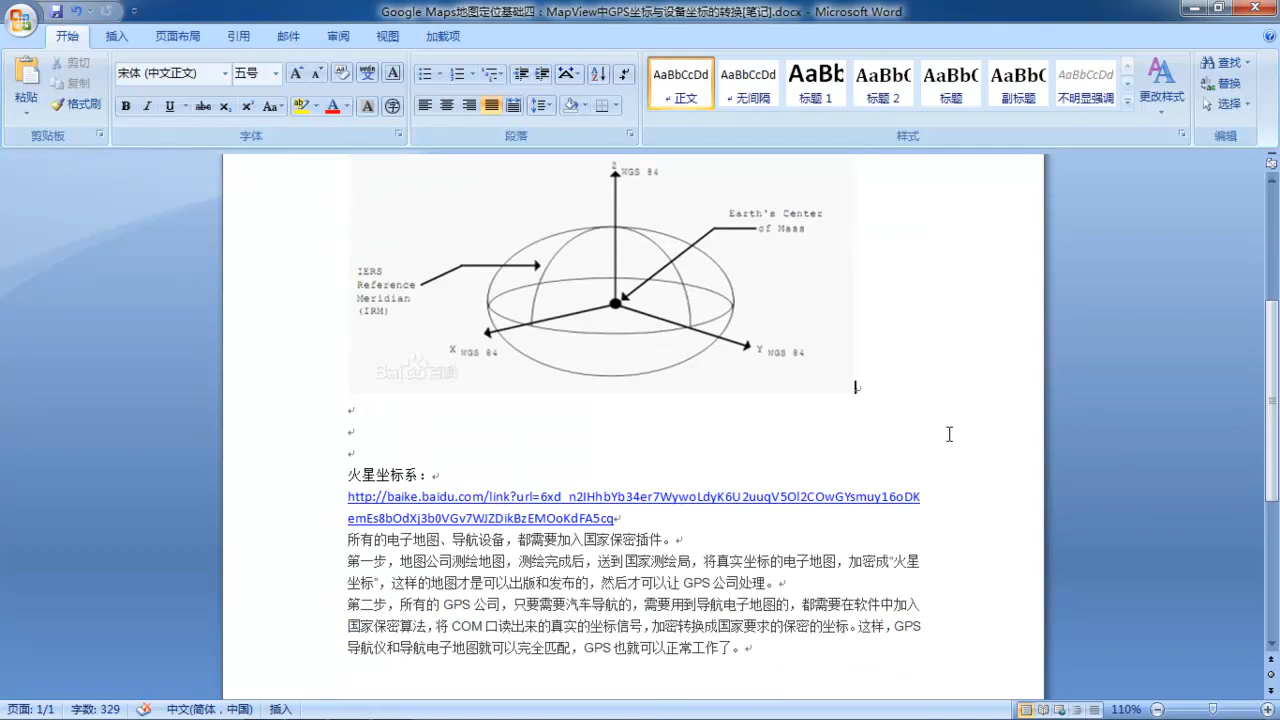 Google Maps地图定位基础四：MapView中GPS坐标与设备坐标的转换[笔记].docx - Microsoft Word
开始 插入 页面布局 引用 邮件 审阅 视图 加载项
粘贴 剪切 复制 格式刷 剪贴板
宋体 (中文正文) 五号 字体
段落
AaBbCcDd 正文 AaBbCcDd 无间隔 AaBb 标题 1 AaBbC 标题 2 AaBbC 标题 AaBbC 副标题 AaBbCcDd 不明显强调 更改样式
样式
查找 替换 选择 编辑
Z WGS 84
Earth's Center
of Mass
IERS
Reference
Meridian
(IRM)
X WGS 84
Y WGS 84
Baidu百科
火星坐标系：
http://baike.baidu.com/link?url=6xd_n2IHhbYb34er7WywoLdyK6U2uuqV5Ol2COwGYsmuy16oDK
emEs8bOdXj3b0VGv7WJZDikBzEMOoKdFA5cq
所有的电子地图、导航设备，都需要加入国家保密插件。
第一步，地图公司测绘地图，测绘完成后，送到国家测绘局，将真实坐标的电子地图，加密成“火星
坐标”，这样的地图才是可以出版和发布的，然后才可以让 GPS 公司处理。
第二步，所有的 GPS 公司，只要需要汽车导航的，需要用到导航电子地图的，都需要在软件中加入
国家保密算法，将 COM 口读出来的真实的坐标信号，加密转换成国家要求的保密的坐标。这样，GPS
导航仪和导航电子地图就可以完全匹配，GPS 也就可以正常工作了。
页面: 1/1 字数: 329 中文(简体，中国) 插入 110%